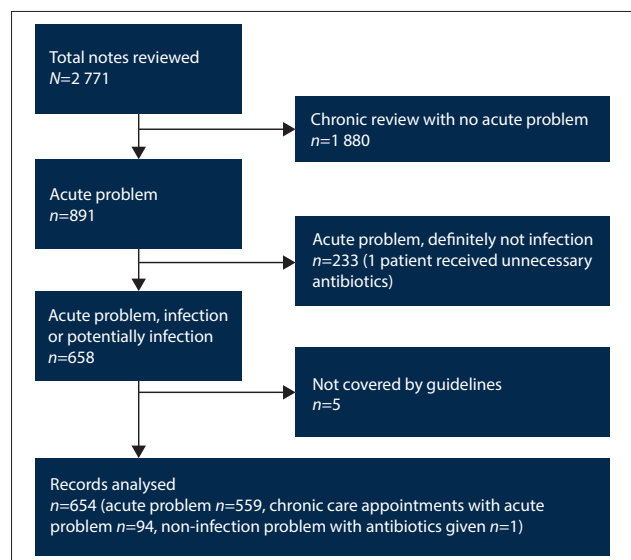 Total notes reviewed
N=2 771
Chronic review with no acute problem
n=1 880
Acute problem
n=891
Acute problem, definitely not infection
n=233 (1 patient received unnecessary
antibiotics)
Acute problem, infection
or potentially infection
n=658
Not covered by guidelines
n=5
Records analysed
n=654 (acute problem n=559, chronic care appointments with acute
problem n=94, non-infection problem with antibiotics given n=1)